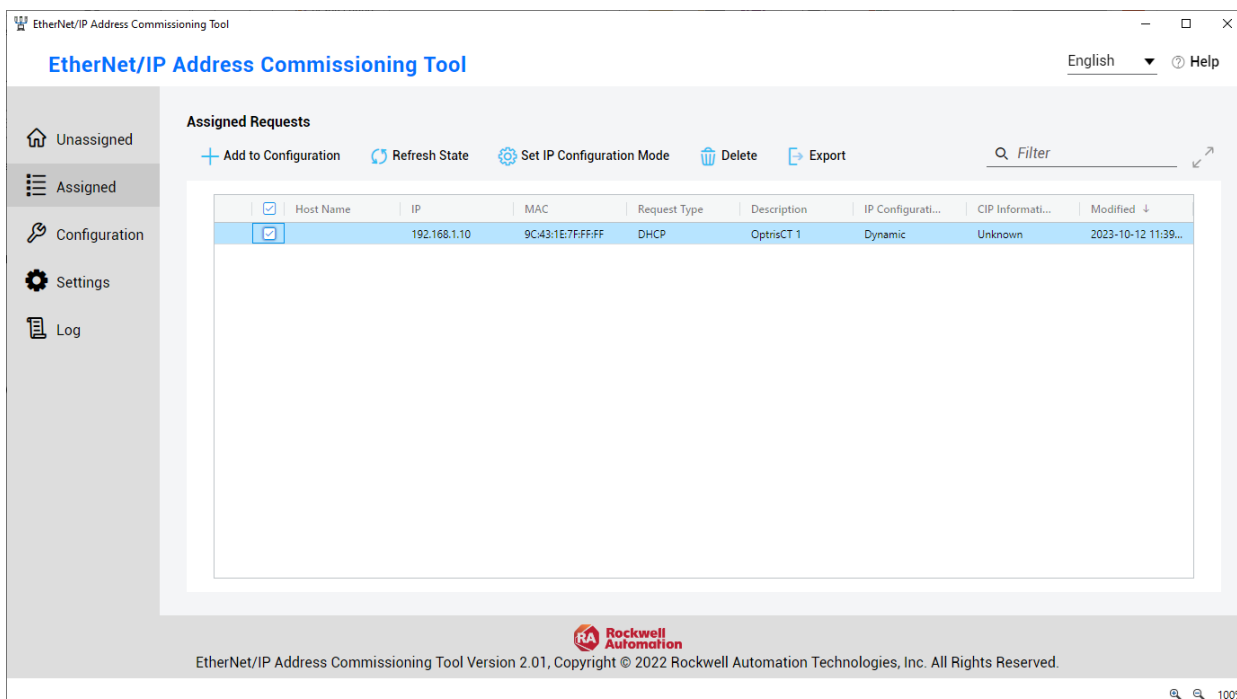 EtherNet/IP Address Commissioning Tool
EtherNet/IP Address Commissioning Tool
English
Help
Unassigned
Assigned
Configuration
Settings
Log
Assigned Requests
Add to Configuration Refresh State Set IP Configuration Mode Delete Export Filter
Host Name IP MAC Request Type Description IP Configurati... CIP Informati... Modified
192.168.1.10 9C:43:1E:7F:FF:FF DHCP OptrisCT 1 Dynamic Unknown 2023-10-12 11:39...
RA Rockwell
Automation
EtherNet/IP Address Commissioning Tool Version 2.01, Copyright © 2022 Rockwell Automation Technologies, Inc. All Rights Reserved.
100%